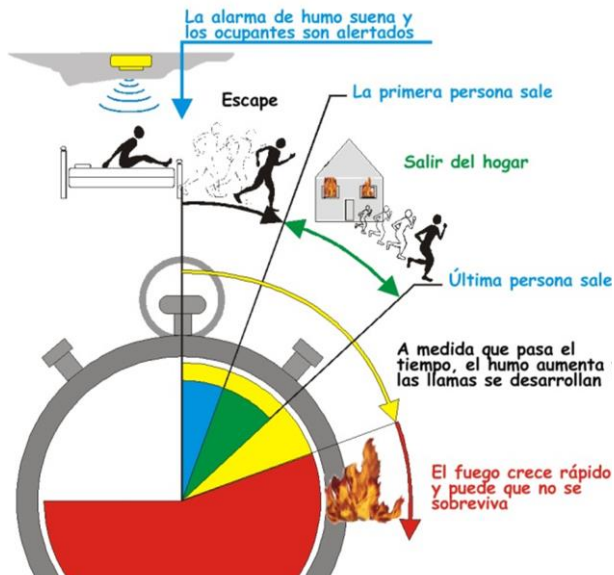 La alarma de humo suena y
los ocupantes son alertados
Escape
La primera persona sale
Salir del hogar
Última persona sale
A medida que pasa el
tiempo, el humo aumenta
las llamas se desarrollan
El fuego crece rápido
y puede que no se
sobreviva